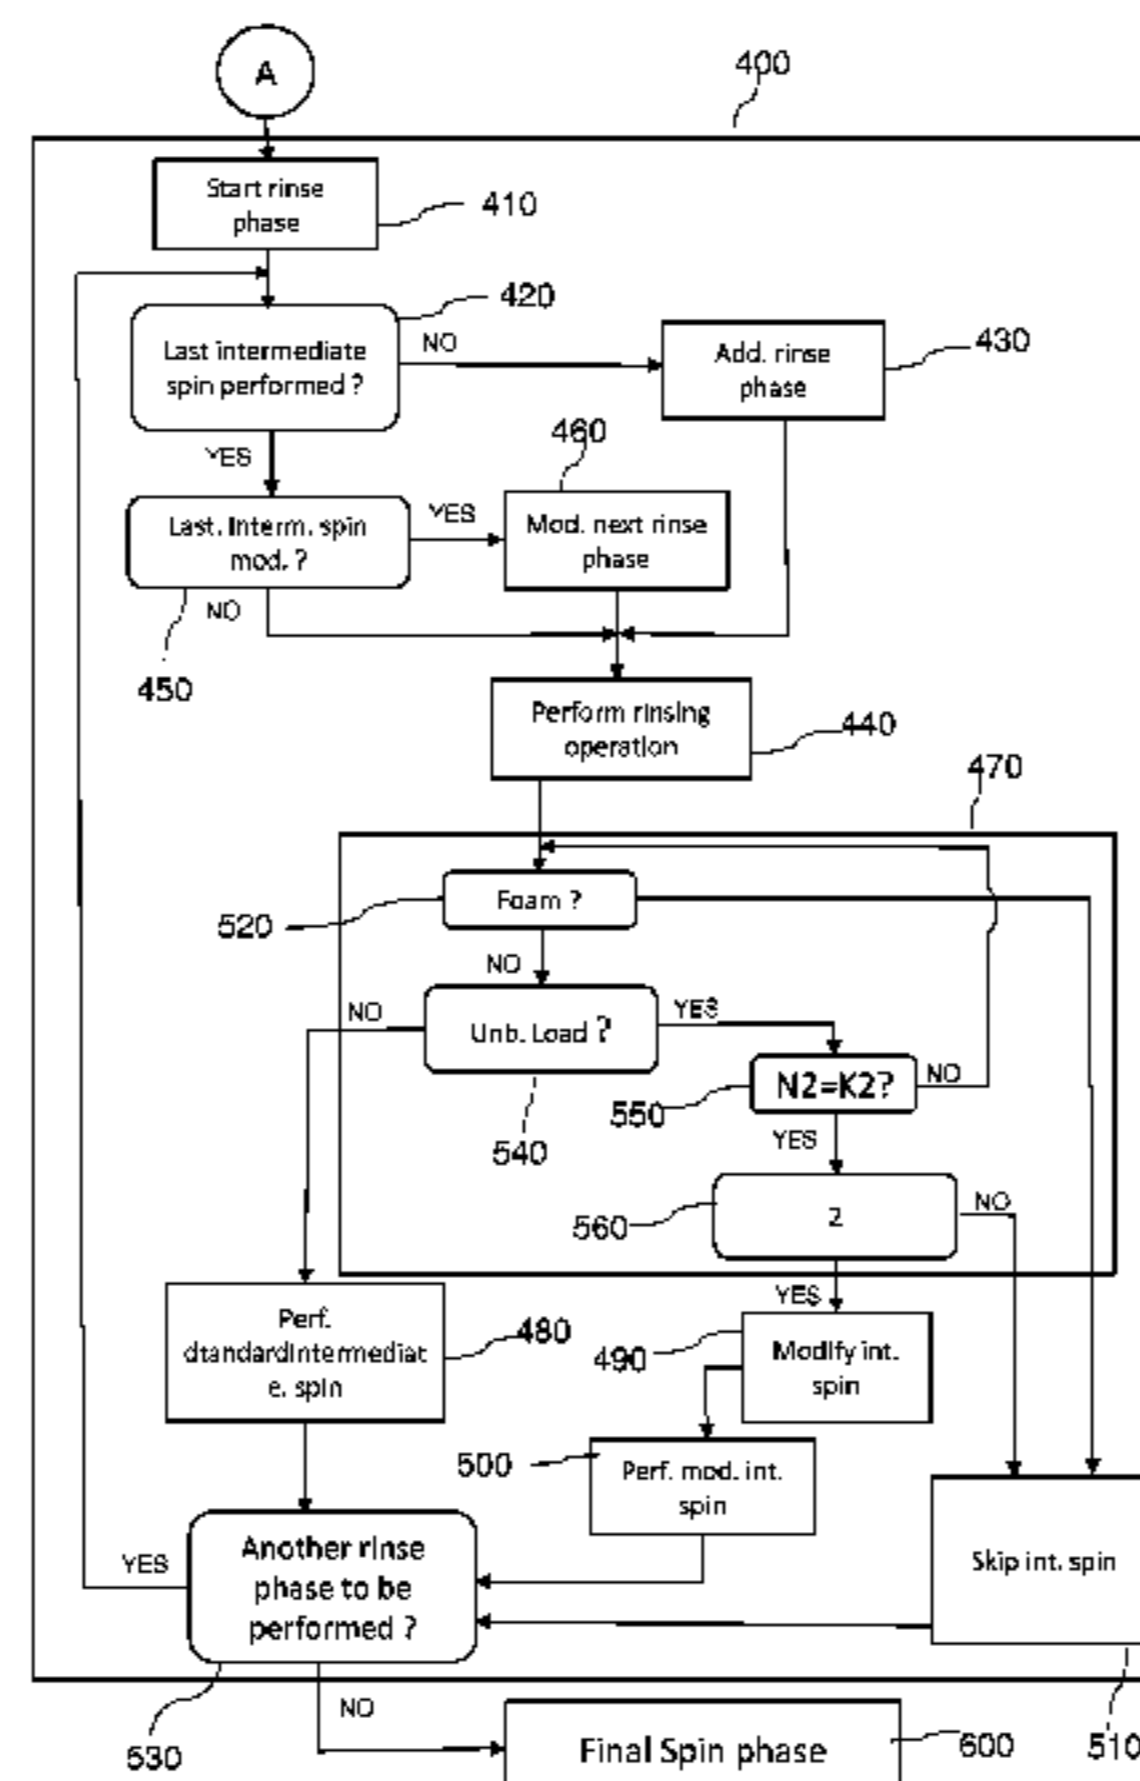 A
400
Start rinse
phase
410
420
Last intermediate
spin performed ?
NO
Add. rinse
phase
430
YES
460
Last. Interm. spin
mod. ?
YES
Mod. next rinse
phase
NO
450
Perform rinsing
operation
440
470
Foam ?
520
NO
NO
Unb. Load ?
YES
N2=K2?
NO
550
540
YES
560
2
NO
YES
Perf.
dtandardIntermediat
e. spin
480
490
Modify int.
spin
500
Perf. mod. int.
spin
Skip int. spin
YES
Another rinse
phase to be
performed ?
NO
530
Final Spin phase
600
510